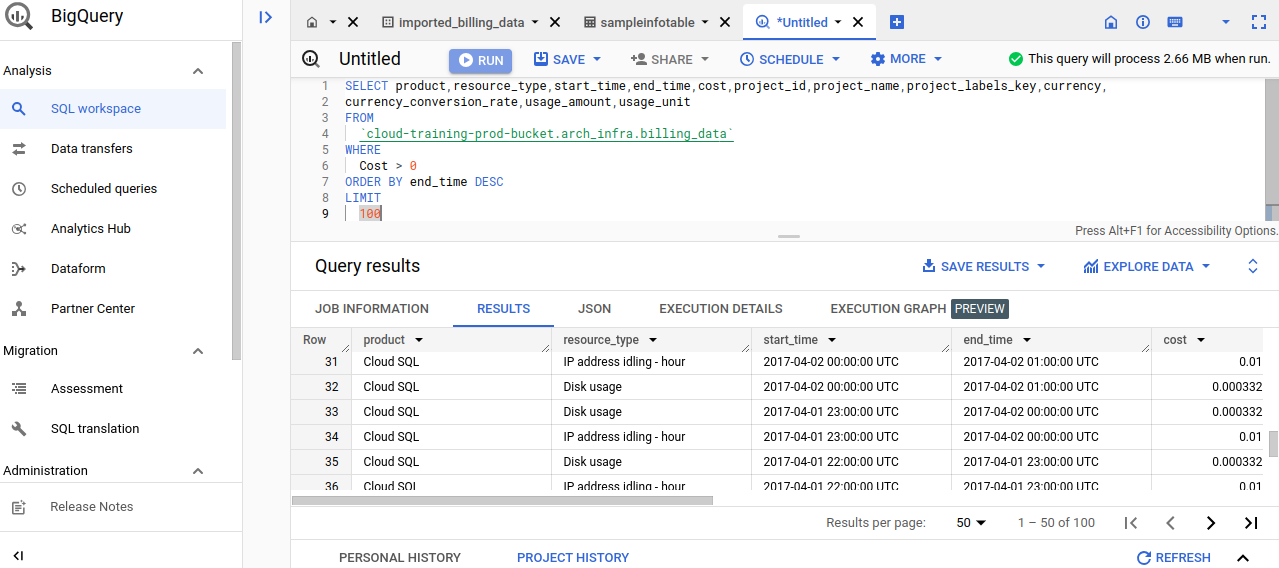 BigQuery
Analysis
SQL workspace
Data transfers
Scheduled queries
Analytics Hub
Dataform
Partner Center
Migration
Assessment
SQL translation
Administration
Release Notes
imported_billing_data
sampleinfotable
*Untitled
Untitled
RUN
SAVE
SHARE
SCHEDULE
MORE
This query will process 2.66 MB when run.
1 SELECT product,resource_type,start_time,end_time,cost,project_id,project_name,project_labels_key,currency,
2 currency_conversion_rate,usage_amount,usage_unit
3 FROM
4 `cloud-training-prod-bucket.arch_infra.billing_data`
5 WHERE
6 Cost > 0
7 ORDER BY end_time DESC
8 LIMIT
9 100
Press Alt+F1 for Accessibility Options.
Query results
SAVE RESULTS
EXPLORE DATA
JOB INFORMATION RESULTS JSON EXECUTION DETAILS EXECUTION GRAPH PREVIEW
Row product resource_type start_time end_time cost
31 Cloud SQL IP address idling - hour 2017-04-02 00:00:00 UTC 2017-04-02 01:00:00 UTC 0.01
32 Cloud SQL Disk usage 2017-04-02 00:00:00 UTC 2017-04-02 01:00:00 UTC 0.000332
33 Cloud SQL Disk usage 2017-04-01 23:00:00 UTC 2017-04-02 00:00:00 UTC 0.000332
34 Cloud SQL IP address idling - hour 2017-04-01 23:00:00 UTC 2017-04-02 00:00:00 UTC 0.01
35 Cloud SQL Disk usage 2017-04-01 22:00:00 UTC 2017-04-01 23:00:00 UTC 0.000332
36 Cloud SQL IP address idling - hour 2017-04-01 22:00:00 UTC 2017-04-01 23:00:00 UTC 0.01
Results per page: 50 1 – 50 of 100
PERSONAL HISTORY PROJECT HISTORY REFRESH